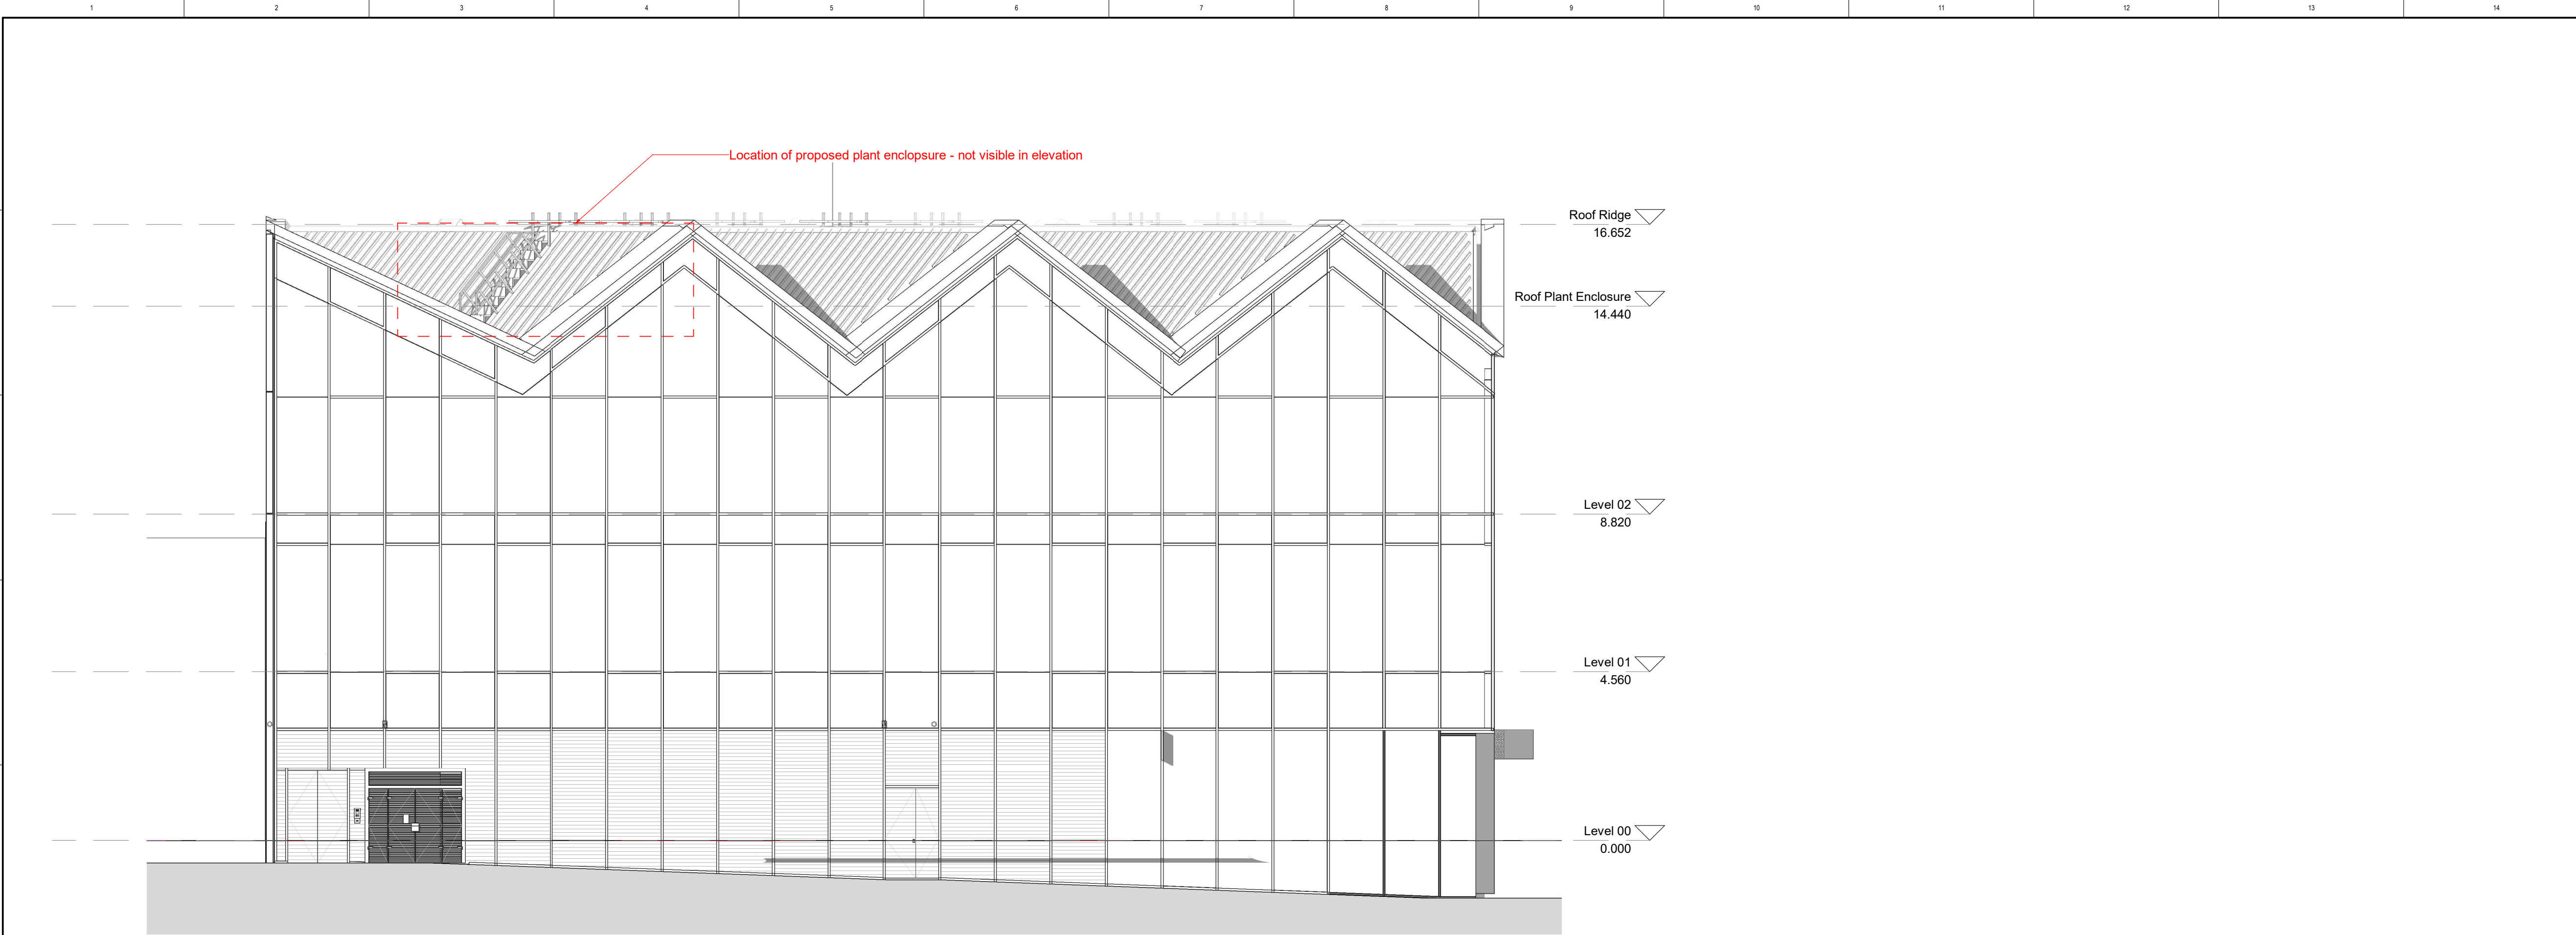 1 2 3 4 5 6 7 8 9 10 11 12 13 14
Location of proposed plant enclopsure - not visible in elevation
Roof Ridge
16.652
Roof Plant Enclosure
14.440
Level 02
8.820
Level 01
4.560
Level 00
0.000